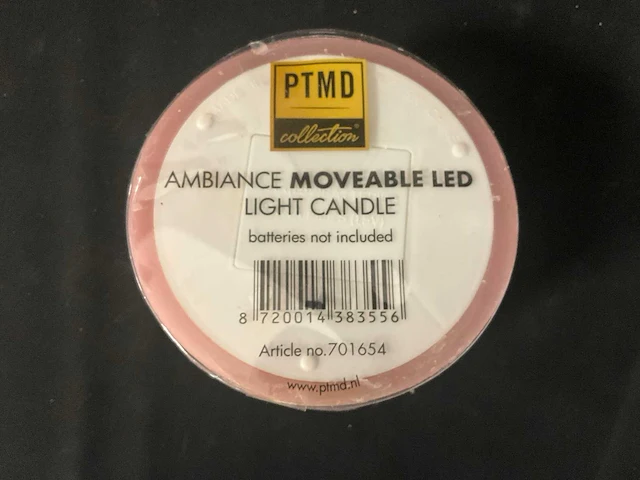 PTMD
collection®
AMBIANCE MOVEABLE LED
LIGHT CANDLE
batteries not included
8 720014 383556
Article no.701654
www.ptmd.nl